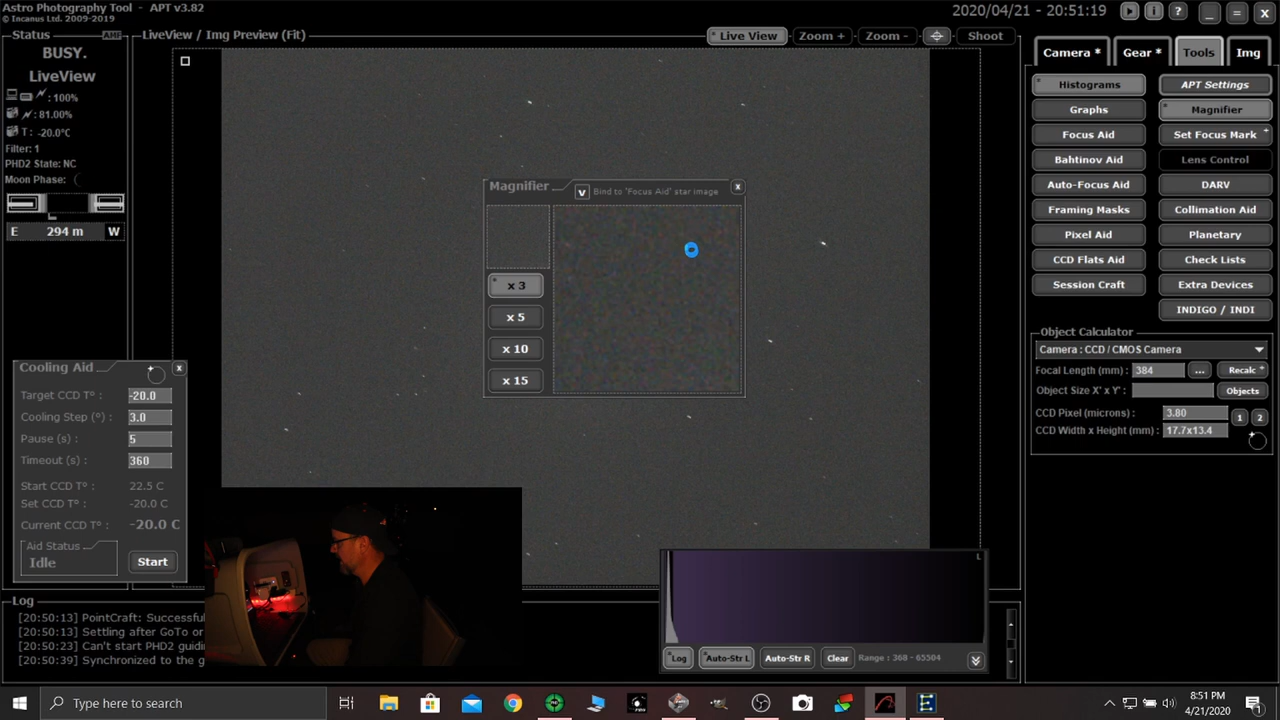 Astro Photography Tool - APT v3.82
© Incanus Ltd. 2009-2019
2020/04/21 - 20:51:19
i ? _ = X
Status AMF
BUSY.
LiveView
: 100%
: 81.00%
T : -20.0°C
Filter: 1
PHD2 State: NC
Moon Phase:
E 294 m W
LiveView / Img Preview (Fit)
Live View Zoom + Zoom - Shoot
Camera * Gear * Tools Img
Histograms APT Settings
Graphs Magnifier
Focus Aid Set Focus Mark +
Bahtinov Aid Lens Control
Auto-Focus Aid DARV
Framing Masks Collimation Aid
Pixel Aid Planetary
CCD Flats Aid Check Lists
Session Craft Extra Devices
INDIGO / INDI
Object Calculator
Camera : CCD / CMOS Camera
Focal Length (mm) : 384 ... Recalc *
Object Size X' x Y' : Objects
CCD Pixel (microns) : 3.80 1 2
CCD Width x Height (mm) : 17.7x13.4
Magnifier v Bind to 'Focus Aid' star image x
x 3
x 5
x 10
x 15
Cooling Aid x
Target CCD T° : -20.0
Cooling Step (°) : 3.0
Pause (s) : 5
Timeout (s) : 360
Start CCD T° : 22.5 C
Set CCD T° : -20.0 C
Current CCD T° : -20.0 C
Aid Status
Idle
Start
Log
[20:50:13] PointCraft: Successful
[20:50:13] Settling after GoTo or
[20:50:23] Can't start PHD2 guidi
[20:50:39] Synchronized to the g
L
Log Auto-Str L Auto-Str R Clear Range : 368 - 65504
Type here to search
8:51 PM
4/21/2020